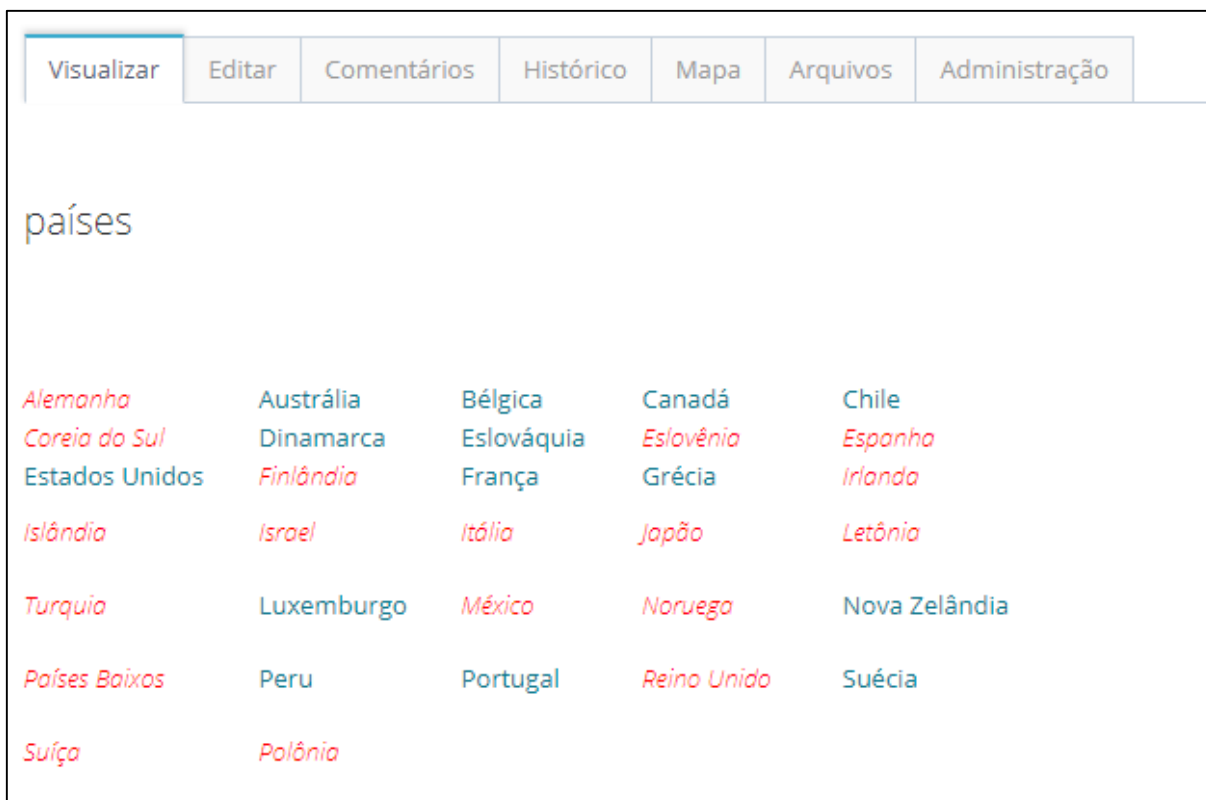 Visualizar Editar Comentários Histórico Mapa Arquivos Administração
países
Alemanha Austrália Bélgica Canadá Chile
Coreia do Sul Dinamarca Eslováquia Eslovênia Espanha
Estados Unidos Finlândia França Grécia Irlanda
Islândia Israel Itália Japão Letônia
Turquia Luxemburgo México Noruega Nova Zelândia
Países Baixos Peru Portugal Reino Unido Suécia
Suíça Polônia